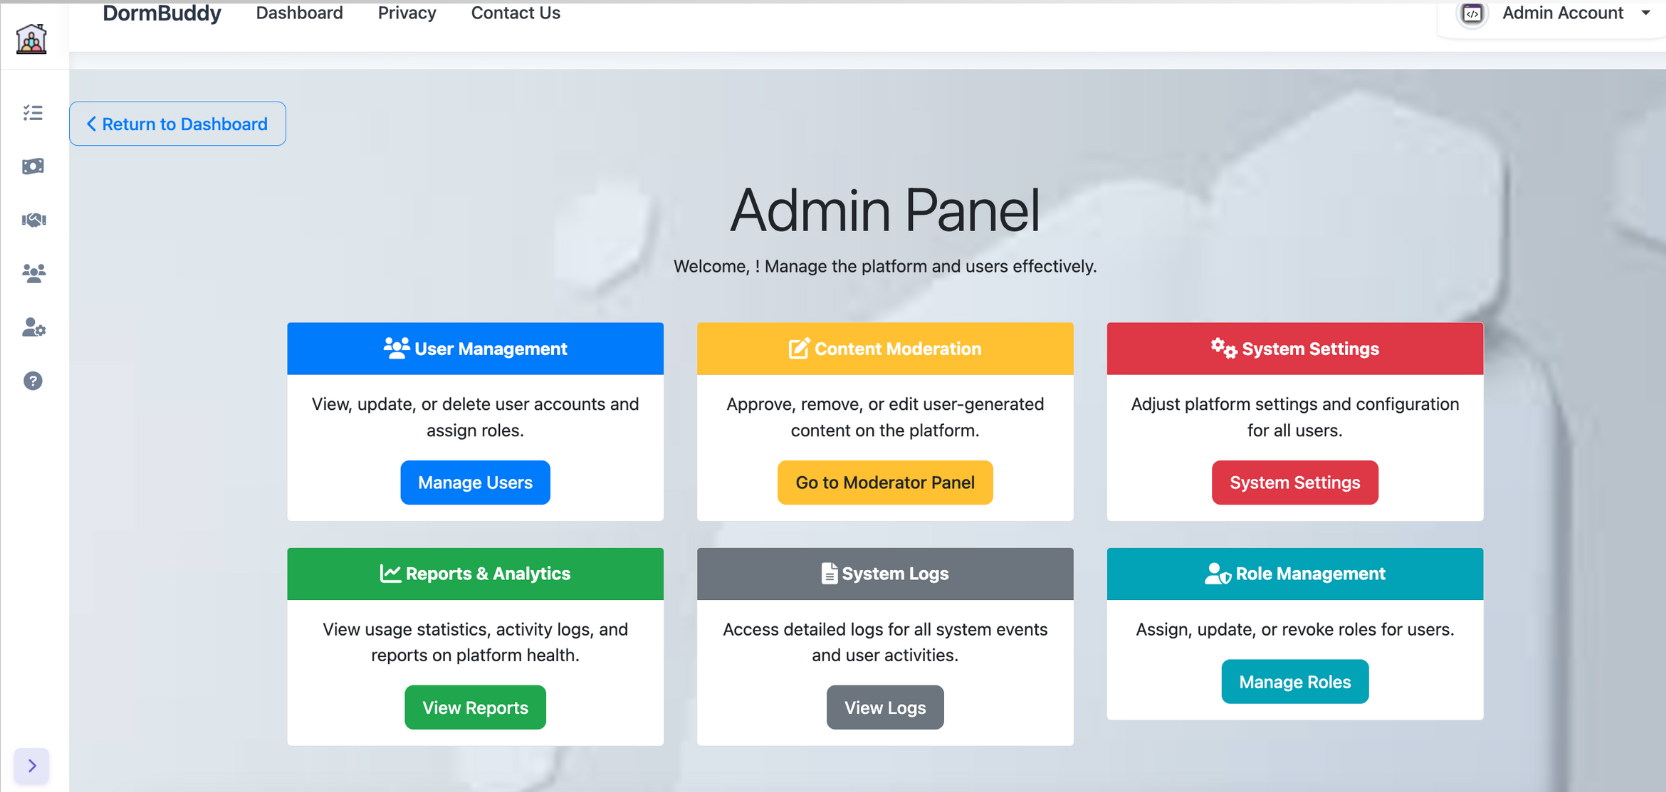 DormBuddy Dashboard Privacy Contact Us Admin Account
Return to Dashboard
Admin Panel
Welcome, ! Manage the platform and users effectively.
User Management
View, update, or delete user accounts and
assign roles.
Manage Users
Content Moderation
Approve, remove, or edit user-generated
content on the platform.
Go to Moderator Panel
System Settings
Adjust platform settings and configuration
for all users.
System Settings
Reports & Analytics
View usage statistics, activity logs, and
reports on platform health.
View Reports
System Logs
Access detailed logs for all system events
and user activities.
View Logs
Role Management
Assign, update, or revoke roles for users.
Manage Roles